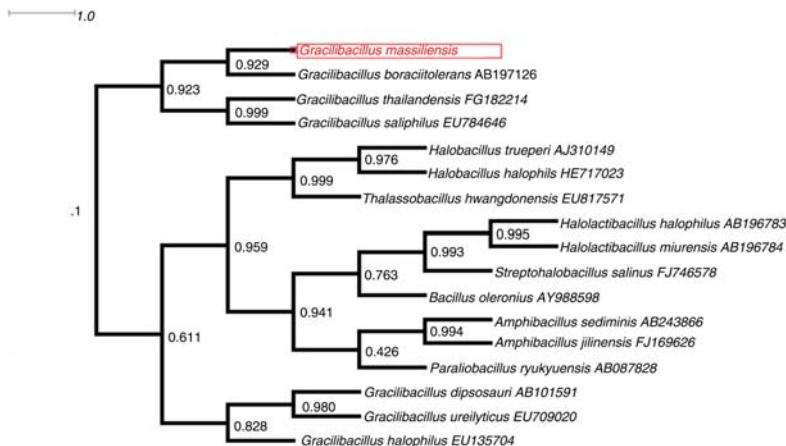 1.0
Gracilibacillus massiliensis
0.929
Gracilibacillus boraciitolerans AB197126
0.923
Gracilibacillus thailandensis FG182214
0.999
Gracilibacillus saliphilus EU784646
Halobacillus trueperi AJ310149
0.976
Halobacillus halophils HE717023
0.999
Thalassobacillus hwangdonensis EU817571
.1
Halolactibacillus halophilus AB196783
0.995
0.959
Halolactibacillus miurensis AB196784
0.993
Streptohalobacillus salinus FJ746578
0.763
Bacillus oleronius AY988598
0.941
Amphibacillus sediminis AB243866
0.994
0.611
Amphibacillus jilinensis FJ169626
0.426
Paraliobacillus ryukyuensis AB087828
Gracilibacillus dipsosauri AB101591
0.980
Gracilibacillus ureilyticus EU709020
0.828
Gracilibacillus halophilus EU135704